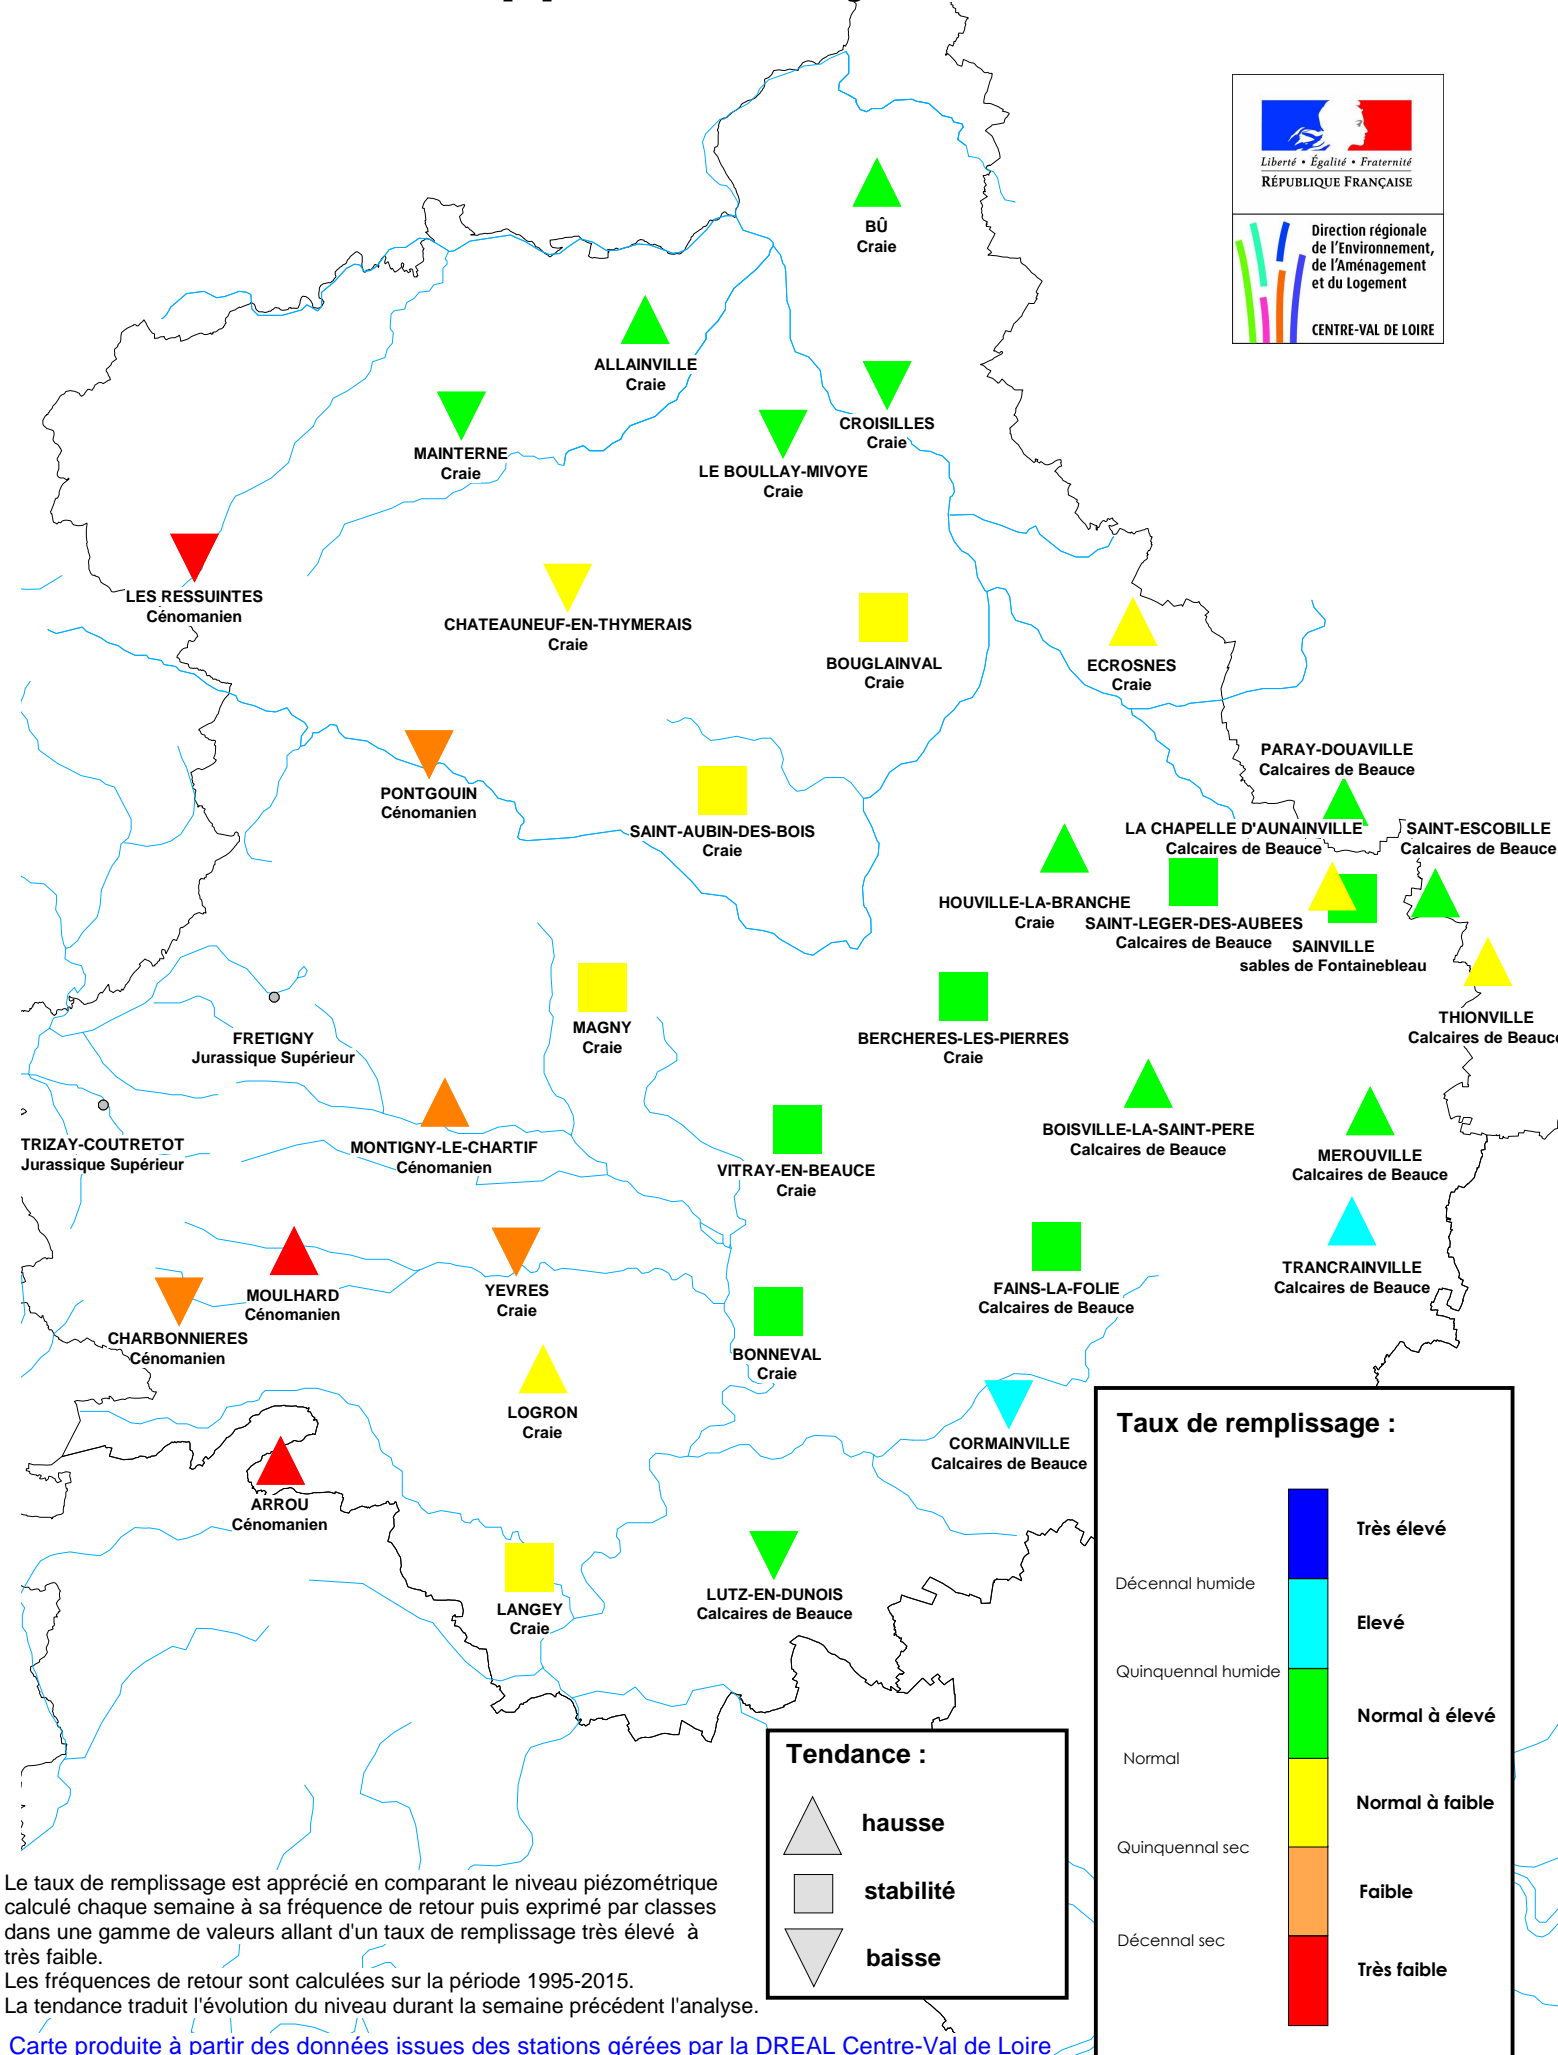 Liberté • Égalité • Fraternité
RÉPUBLIQUE FRANÇAISE
Direction régionale
de l'Environnement,
de l'Aménagement
et du Logement
CENTRE-VAL DE LOIRE
BÛ
Craie
ALLAINVILLE
Craie
CROISILLES
Craie
MAINTERNE
Craie
LE BOULLAY-MIVOYE
Craie
LES RESSUINTES
Cénomanien
CHATEAUNEUF-EN-THYMERAIS
Craie
BOUGLAINVAL
Craie
ECROSNES
Craie
PARAY-DOUAVILLE
Calcaires de Beauce
PONTGOUIN
Cénomanien
SAINT-AUBIN-DES-BOIS
Craie
LA CHAPELLE D'AUNAINVILLE
Calcaires de Beauce
SAINT-ESCOBILLE
Calcaires de Beauce
HOUVILLE-LA-BRANCHE
Craie
SAINT-LEGER-DES-AUBEES
Calcaires de Beauce
SAINVILLE
sables de Fontainebleau
THIONVILLE
Calcaires de Beauce
MAGNY
Craie
BERCHERES-LES-PIERRES
Craie
FRETIGNY
Jurassique Supérieur
TRIZAY-COUTRETOT
Jurassique Supérieur
MONTIGNY-LE-CHARTIF
Cénomanien
VITRAY-EN-BEAUCE
Craie
BOISVILLE-LA-SAINT-PERE
Calcaires de Beauce
MEROUVILLE
Calcaires de Beauce
TRANCRAINVILLE
Calcaires de Beauce
MOULHARD
Cénomanien
YEVRES
Craie
FAINS-LA-FOLIE
Calcaires de Beauce
CHARBONNIERES
Cénomanien
BONNEVAL
Craie
LOGRON
Craie
CORMAINVILLE
Calcaires de Beauce
ARROU
Cénomanien
LANGEY
Craie
LUTZ-EN-DUNOIS
Calcaires de Beauce
Taux de remplissage :
Très élevé
Décennal humide
Elevé
Quinquennal humide
Normal à élevé
Normal
Normal à faible
Quinquennal sec
Faible
Décennal sec
Très faible
Tendance :
hausse
stabilité
baisse
Le taux de remplissage est apprécié en comparant le niveau piézométrique
calculé chaque semaine à sa fréquence de retour puis exprimé par classes
dans une gamme de valeurs allant d'un taux de remplissage très élevé à
très faible.
Les fréquences de retour sont calculées sur la période 1995-2015.
La tendance traduit l'évolution du niveau durant la semaine précédent l'analyse.
Carte produite à partir des données issues des stations gérées par la DREAL Centre-Val de Loire